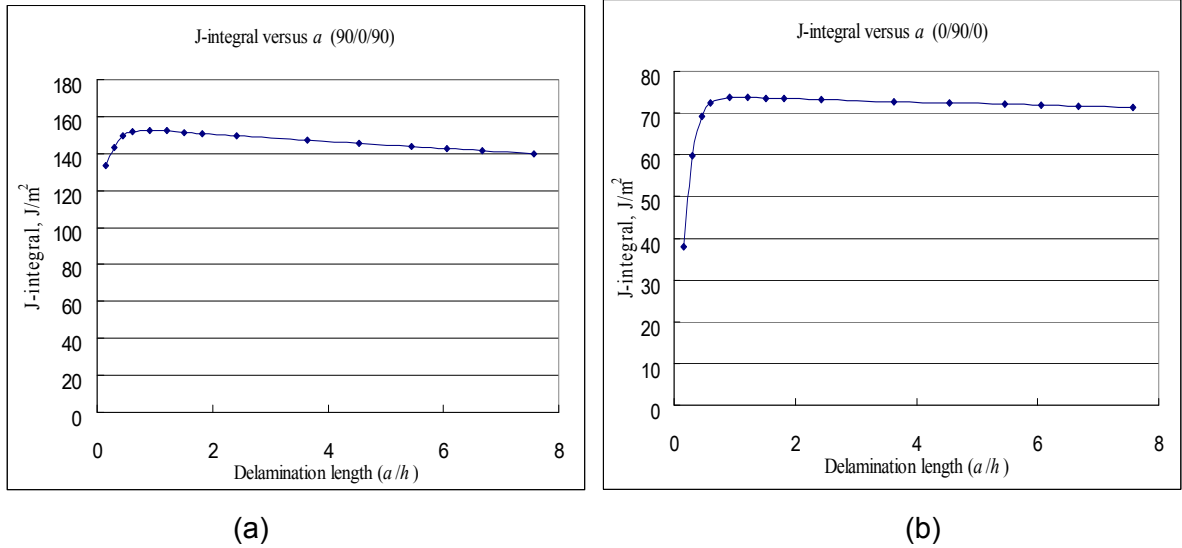 J-integral versus a (90/0/90)
J-integral, J/m²
180
160
140
120
100
80
60
40
20
0
0 2 4 6 8
Delamination length (a/h)
(a)
J-integral versus a (0/90/0)
J-integral, J/m²
80
70
60
50
40
30
20
10
0
0 2 4 6 8
Delamination length (a/h)
(b)